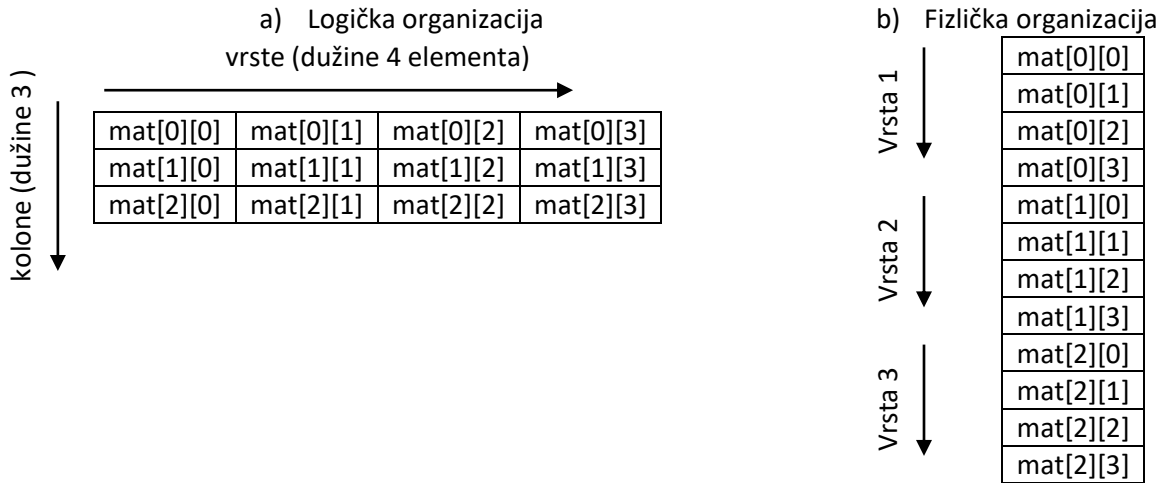 a) Logička organizacija
vrste (dužine 4 elementa)
kolone (dužine 3 )
mat[0][0] mat[0][1] mat[0][2] mat[0][3]
mat[1][0] mat[1][1] mat[1][2] mat[1][3]
mat[2][0] mat[2][1] mat[2][2] mat[2][3]
b) Fizlička organizacija
Vrsta 1
mat[0][0]
mat[0][1]
mat[0][2]
mat[0][3]
Vrsta 2
mat[1][0]
mat[1][1]
mat[1][2]
mat[1][3]
Vrsta 3
mat[2][0]
mat[2][1]
mat[2][2]
mat[2][3]